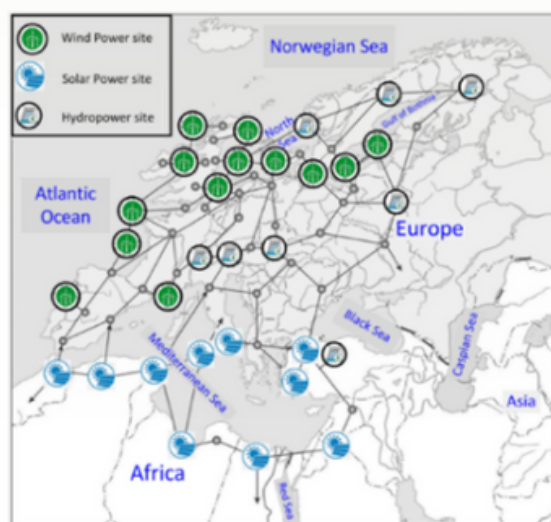 Wind Power site
Solar Power site
Hydropower site
Norwegian Sea
North
Sea
Gulf of Bothnia
Atlantic
Ocean
Europe
Black Sea
Caspian Sea
Mediterranean Sea
Asia
Africa
Red Sea